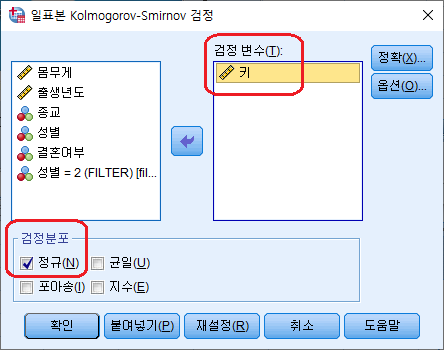 일표본 Kolmogorov-Smirnov 검정
검정 변수(T):
몸무게
출생년도
종교
성별
결혼여부
성별 = 2 (FILTER) [fil...
키
정확(X)...
옵션(O)...
검정분포
정규(N) 균일(U)
포아송(I) 지수(E)
확인 붙여넣기(P) 재설정(R) 취소 도움말